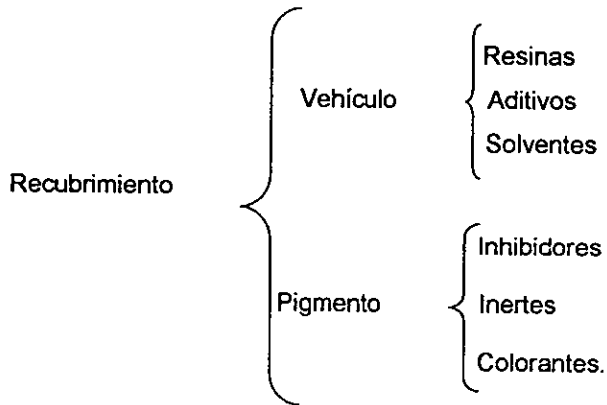 Recubrimiento
Vehículo
Resinas
Aditivos
Solventes
Pigmento
Inhibidores
Inertes
Colorantes.